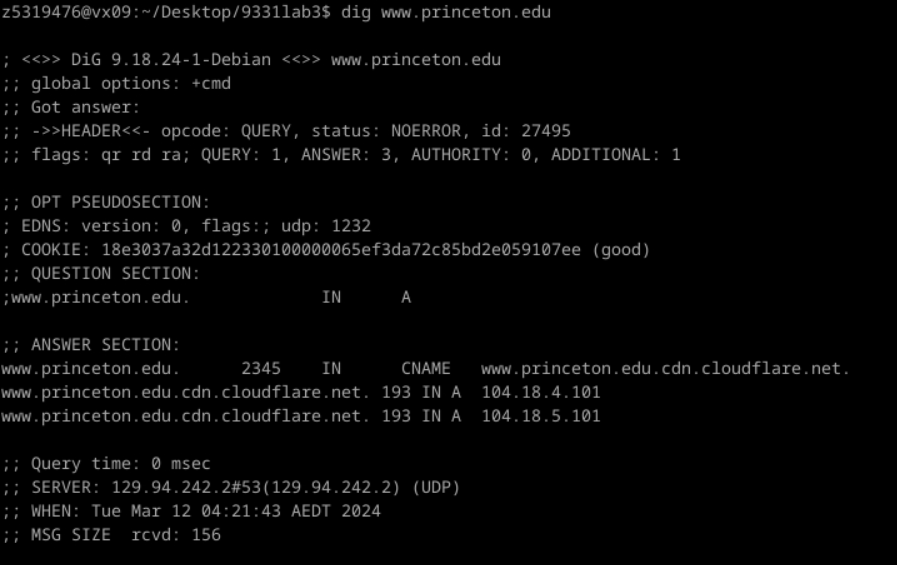 z5319476@vx09:~/Desktop/9331lab3$ dig www.princeton.edu
; <<>> DiG 9.18.24-1-Debian <<>> www.princeton.edu
;; global options: +cmd
;; Got answer:
;; ->>HEADER<<- opcode: QUERY, status: NOERROR, id: 27495
;; flags: qr rd ra; QUERY: 1, ANSWER: 3, AUTHORITY: 0, ADDITIONAL: 1
;; OPT PSEUDOSECTION:
; EDNS: version: 0, flags:; udp: 1232
; COOKIE: 18e3037a32d122330100000065ef3da72c85bd2e059107ee (good)
;; QUESTION SECTION:
;www.princeton.edu. IN A
;; ANSWER SECTION:
www.princeton.edu. 2345 IN CNAME www.princeton.edu.cdn.cloudflare.net.
www.princeton.edu.cdn.cloudflare.net. 193 IN A 104.18.4.101
www.princeton.edu.cdn.cloudflare.net. 193 IN A 104.18.5.101
;; Query time: 0 msec
;; SERVER: 129.94.242.2#53(129.94.242.2) (UDP)
;; WHEN: Tue Mar 12 04:21:43 AEDT 2024
;; MSG SIZE rcvd: 156